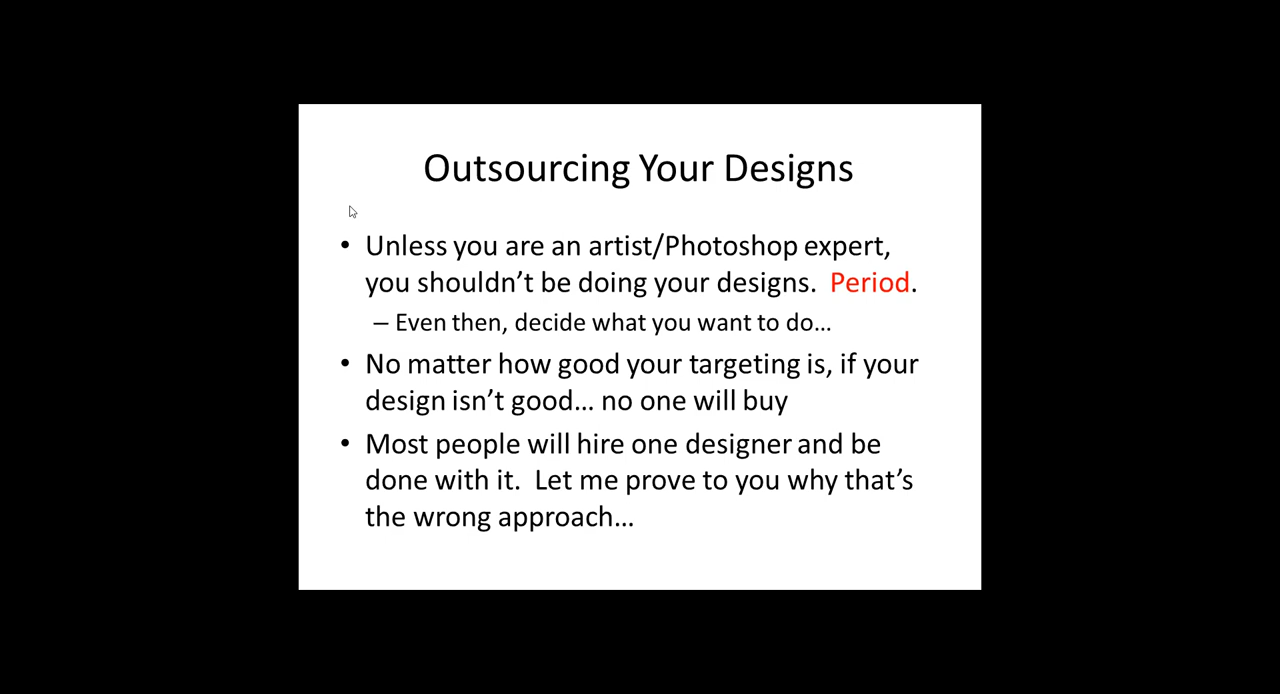 Outsourcing Your Designs
• Unless you are an artist/Photoshop expert,
you shouldn’t be doing your designs.  Period.
– Even then, decide what you want to do…
• No matter how good your targeting is, if your
design isn’t good… no one will buy
• Most people will hire one designer and be
done with it.  Let me prove to you why that’s
the wrong approach…